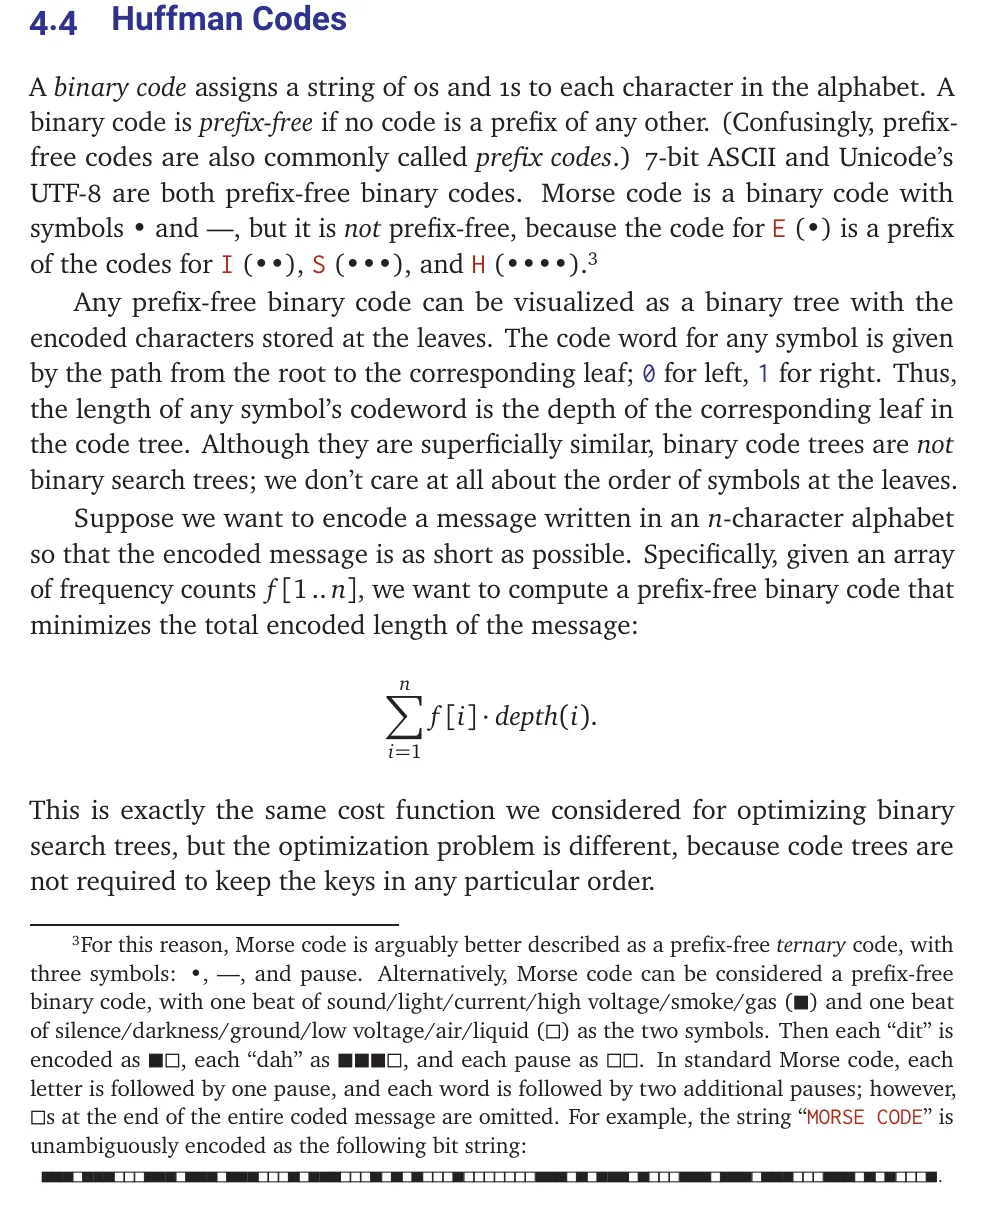 4.4 Huffman Codes
A binary code assigns a string of 0s and 1s to each character in the alphabet. A
binary code is prefix-free if no code is a prefix of any other. (Confusingly, prefix-
free codes are also commonly called prefix codes.) 7-bit ASCII and Unicode's
UTF-8 are both prefix-free binary codes. Morse code is a binary code with
symbols • and —, but it is not prefix-free, because the code for E (•) is a prefix
of the codes for I (••), S (•••), and H (••••).³
Any prefix-free binary code can be visualized as a binary tree with the
encoded characters stored at the leaves. The code word for any symbol is given
by the path from the root to the corresponding leaf; 0 for left, 1 for right. Thus,
the length of any symbol's codeword is the depth of the corresponding leaf in
the code tree. Although they are superficially similar, binary code trees are not
binary search trees; we don't care at all about the order of symbols at the leaves.
Suppose we want to encode a message written in an n-character alphabet
so that the encoded message is as short as possible. Specifically, given an array
of frequency counts f[1..n], we want to compute a prefix-free binary code that
minimizes the total encoded length of the message:
n
∑ f[i]·depth(i).
i=1
This is exactly the same cost function we considered for optimizing binary
search trees, but the optimization problem is different, because code trees are
not required to keep the keys in any particular order.
³For this reason, Morse code is arguably better described as a prefix-free ternary code, with
three symbols: •, —, and pause. Alternatively, Morse code can be considered a prefix-free
binary code, with one beat of sound/light/current/high voltage/smoke/gas (■) and one beat
of silence/darkness/ground/low voltage/air/liquid (□) as the two symbols. Then each “dit” is
encoded as ■□, each “dah” as ■■■□, and each pause as □□. In standard Morse code, each
letter is followed by one pause, and each word is followed by two additional pauses; however,
□s at the end of the entire coded message are omitted. For example, the string “MORSE CODE” is
unambiguously encoded as the following bit string: